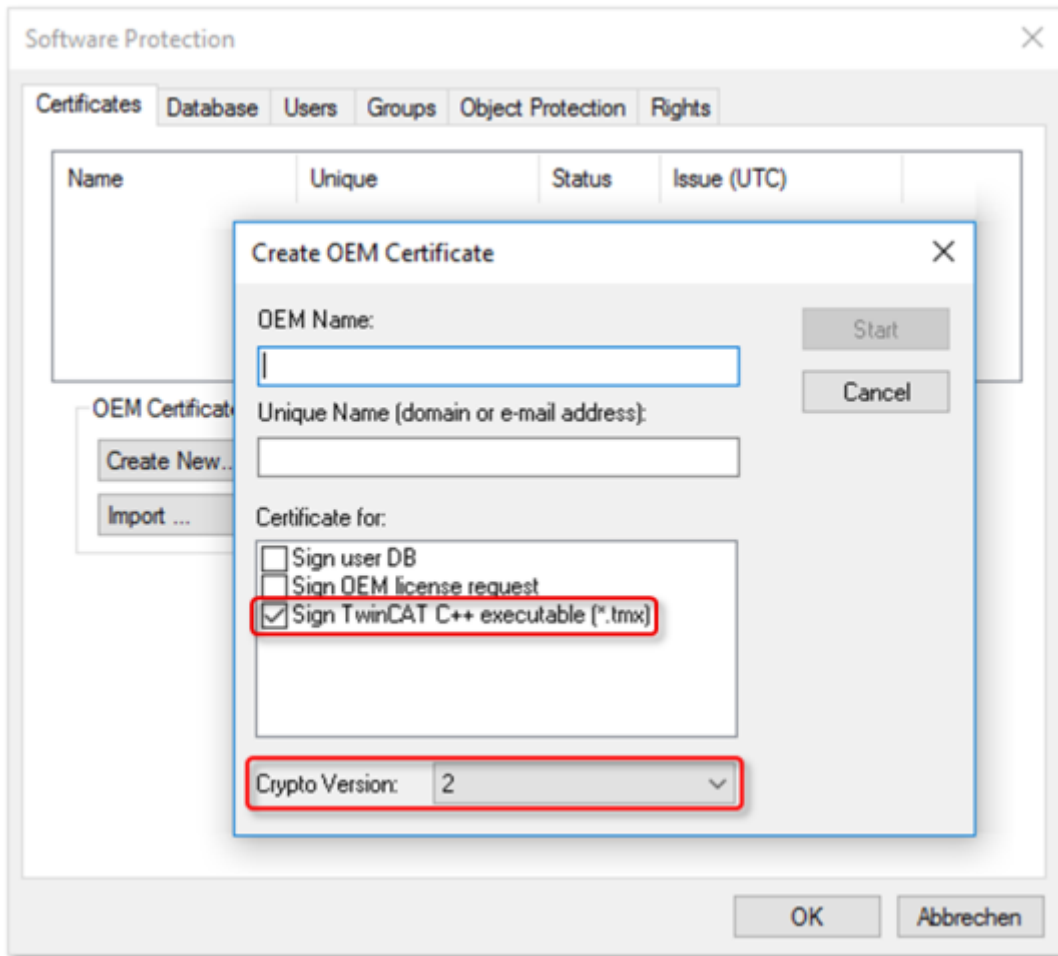 Software Protection
Certificates Database Users Groups Object Protection Rights
Name Unique Status Issue (UTC)
Create OEM Certificate
OEM Name:
Start
Cancel
OEM Certificate
Unique Name (domain or e-mail address):
Create New...
Import ...
Certificate for:
Sign user DB
Sign OEM license request
Sign TwinCAT C++ executable (*.tmx)
Crypto Version: 2
OK Abbrechen